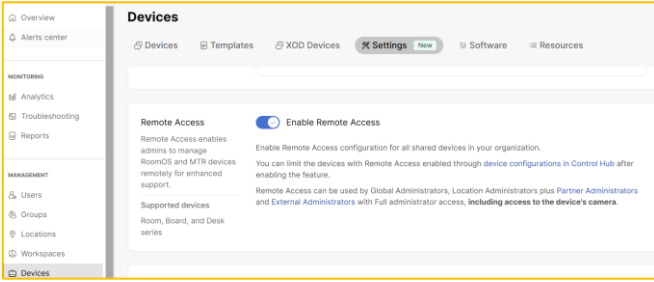 Overview
Alerts center
MONITORING
Analytics
Troubleshooting
Reports
MANAGEMENT
Users
Groups
Locations
Workspaces
Devices
Devices
Devices Templates XOD Devices Settings New Software Resources
Remote Access
Remote Access enables
admins to manage
RoomOS and MTR devices
remotely for enhanced
support.
Supported devices
Room, Board, and Desk
series
Enable Remote Access
Enable Remote Access configuration for all shared devices in your organization.
You can limit the devices with Remote Access enabled through device configurations in Control Hub after
enabling the feature.
Remote Access can be used by Global Administrators, Location Administrators plus Partner Administrators
and External Administrators with Full administrator access, including access to the device's camera.